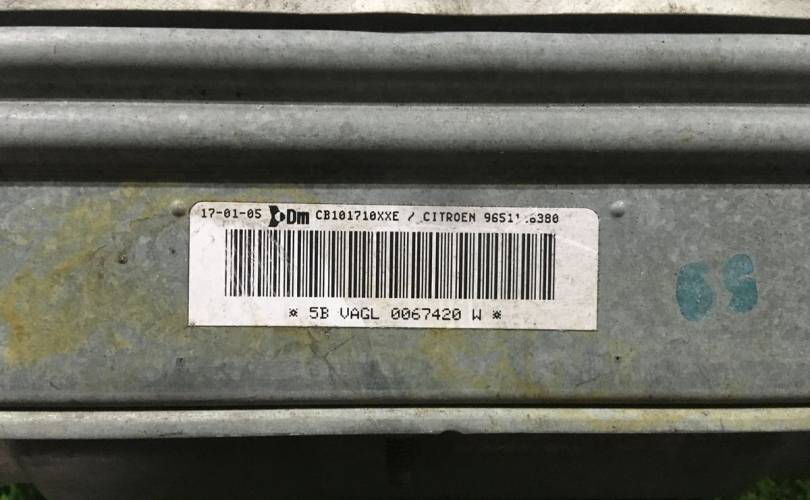 17-01-05 Dm CB101710XXE / CITROEN
* 5B VAGL 0067420 W *